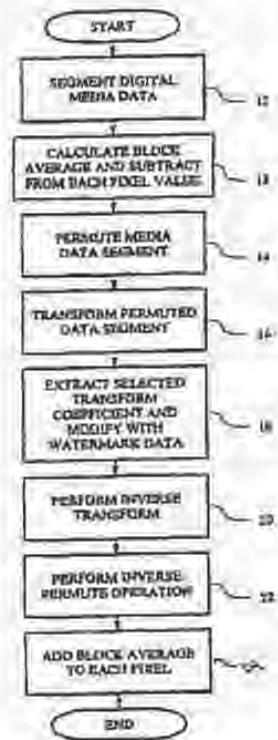 START
SEGMENT DIGITAL
MEDIA DATA
12
CALCULATE BLOCK
AVERAGE AND SUBTRACT
FROM EACH PIXEL VALUE
PERMUTE MEDIA
DATA SEGMENT
14
TRANSFORM PERMUTED
DATA SEGMENT
16
EXTRACT SELECTED
TRANSFORM
COEFFICIENT AND
MODIFY WITH
WATERMARK DATA
18
PERFORM INVERSE
TRANSFORM
20
PERFORM INVERSE
PERMUTE OPERATION
22
ADD BLOCK AVERAGE
TO EACH PIXEL
END